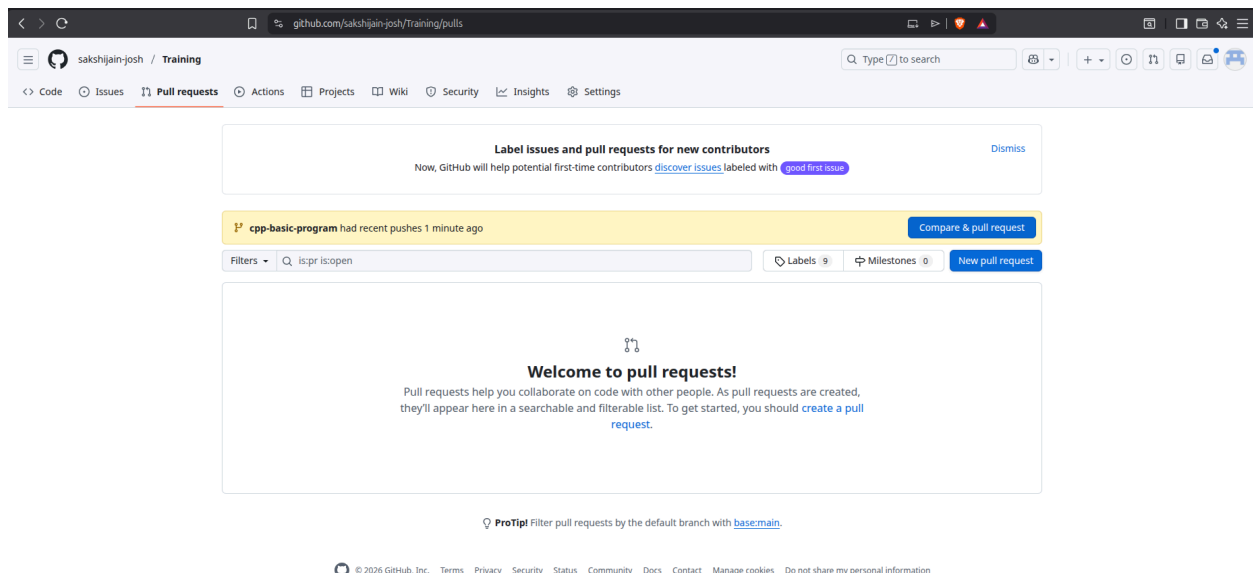 github.com/sakshijain-josh/Training/pulls
sakshijain-josh / Training
Type / to search
Code Issues Pull requests Actions Projects Wiki Security Insights Settings
Label issues and pull requests for new contributors
Dismiss
Now, GitHub will help potential first-time contributors discover issues labeled with good first issue
cpp-basic-program had recent pushes 1 minute ago
Compare & pull request
Filters is:pr is:open Labels 9 Milestones 0 New pull request
Welcome to pull requests!
Pull requests help you collaborate on code with other people. As pull requests are created,
they'll appear here in a searchable and filterable list. To get started, you should create a pull
request.
ProTip! Filter pull requests by the default branch with base:main.
© 2026 GitHub, Inc. Terms Privacy Security Status Community Docs Contact Manage cookies Do not share my personal information